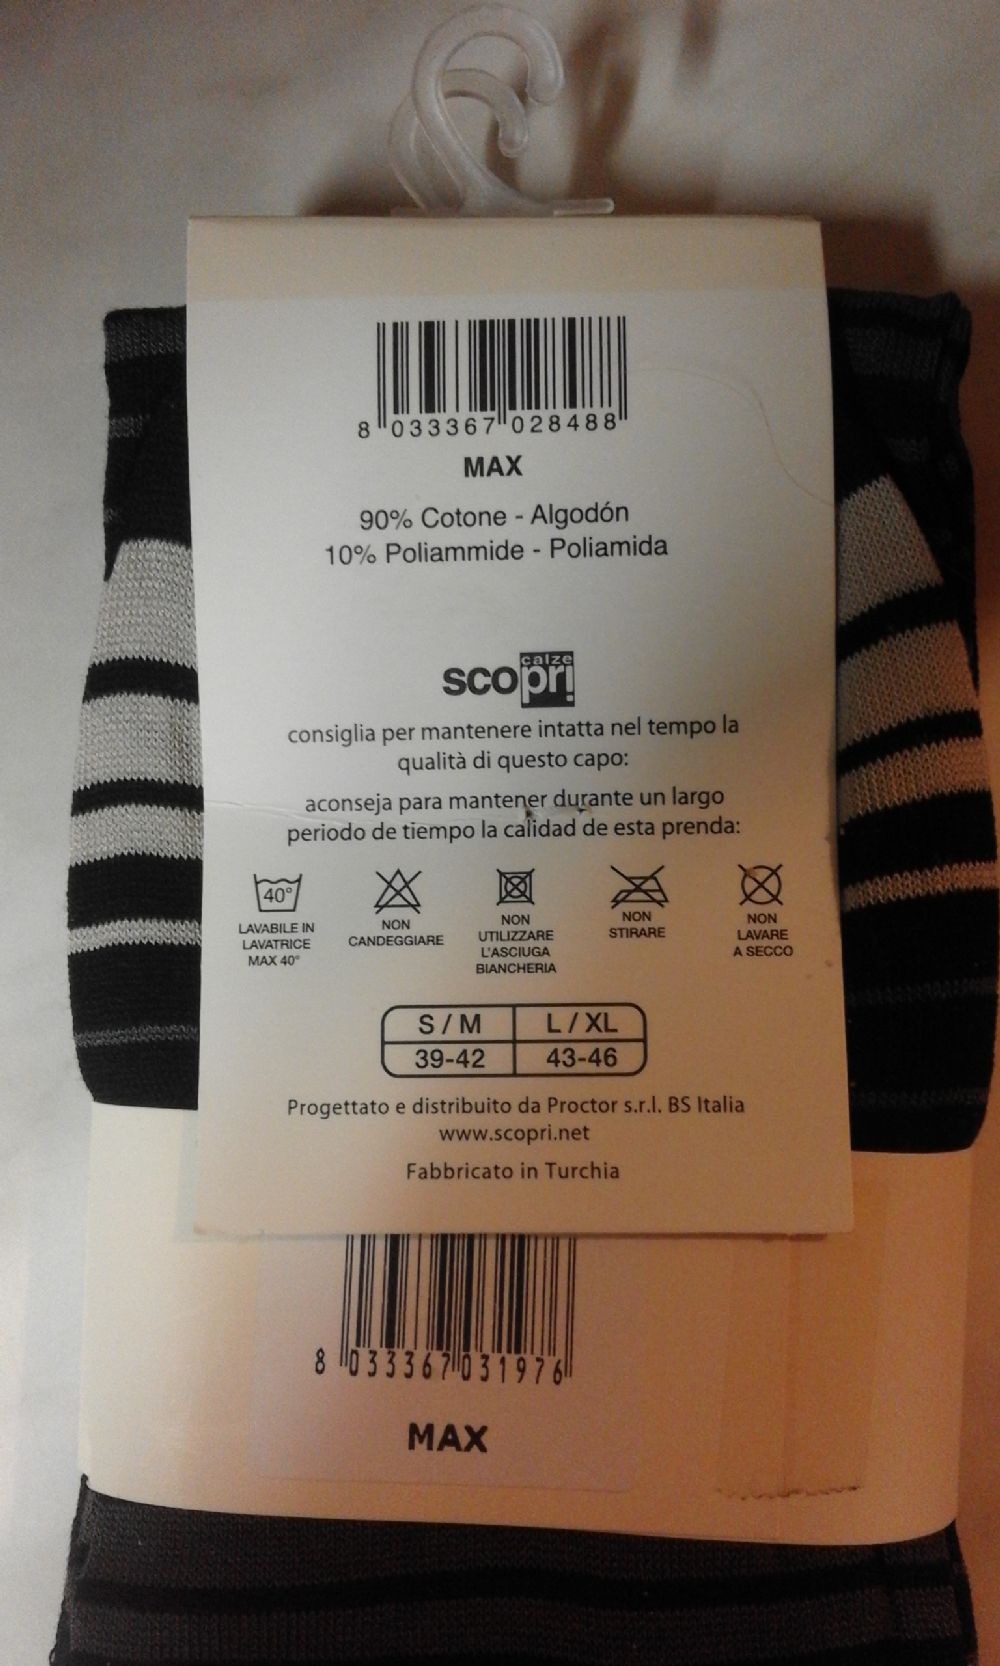 8 033367 028488
MAX
90% Cotone - Algodón
10% Poliammide - Poliamida
calze
scopri
consiglia per mantenere intatta nel tempo la
qualità di questo capo:
aconseja para mantener durante un largo
periodo de tiempo la calidad de esta prenda:
40°
LAVABILE IN
LAVATRICE
MAX 40°
NON
CANDEGGIARE
NON
UTILIZZARE
L'ASCIUGA
BIANCHERIA
NON
STIRARE
NON
LAVARE
A SECCO
S / M L / XL
39-42 43-46
Progettato e distribuito da Proctor s.r.l. BS Italia
www.scopri.net
Fabbricato in Turchia
8 033367 031976
MAX